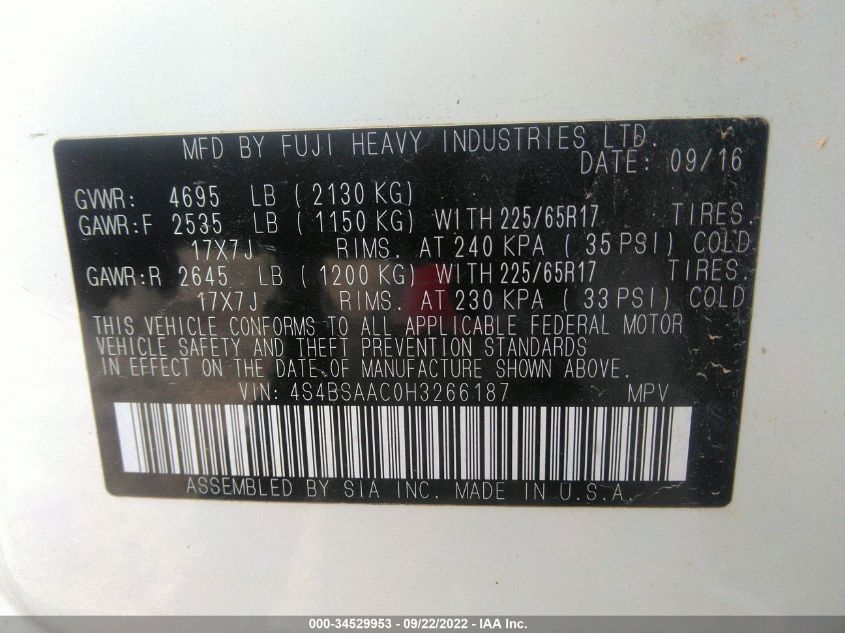 MFD BY FUJI HEAVY INDUSTRIES LTD.
DATE: 09/16
GVWR: 4695 LB ( 2130 KG)
GAWR:F 2535 LB ( 1150 KG) WITH 225/65R17 TIRES.
17X7J RIMS. AT 240 KPA ( 35 PSI) COLD
GAWR:R 2645 LB ( 1200 KG) WITH 225/65R17 TIRES.
17X7J RIMS. AT 230 KPA ( 33 PSI) COLD
THIS VEHICLE CONFORMS TO ALL APPLICABLE FEDERAL MOTOR
VEHICLE SAFETY AND THEFT PREVENTION STANDARDS
IN EFFECT ON THE DATE OF MANUFACTURE SHOWN ABOVE.
VIN: 4S4BSAAC0H3266187 MPV
ASSEMBLED BY SIA INC. MADE IN U.S.A.
000-34529953 - 09/22/2022 - IAA Inc.